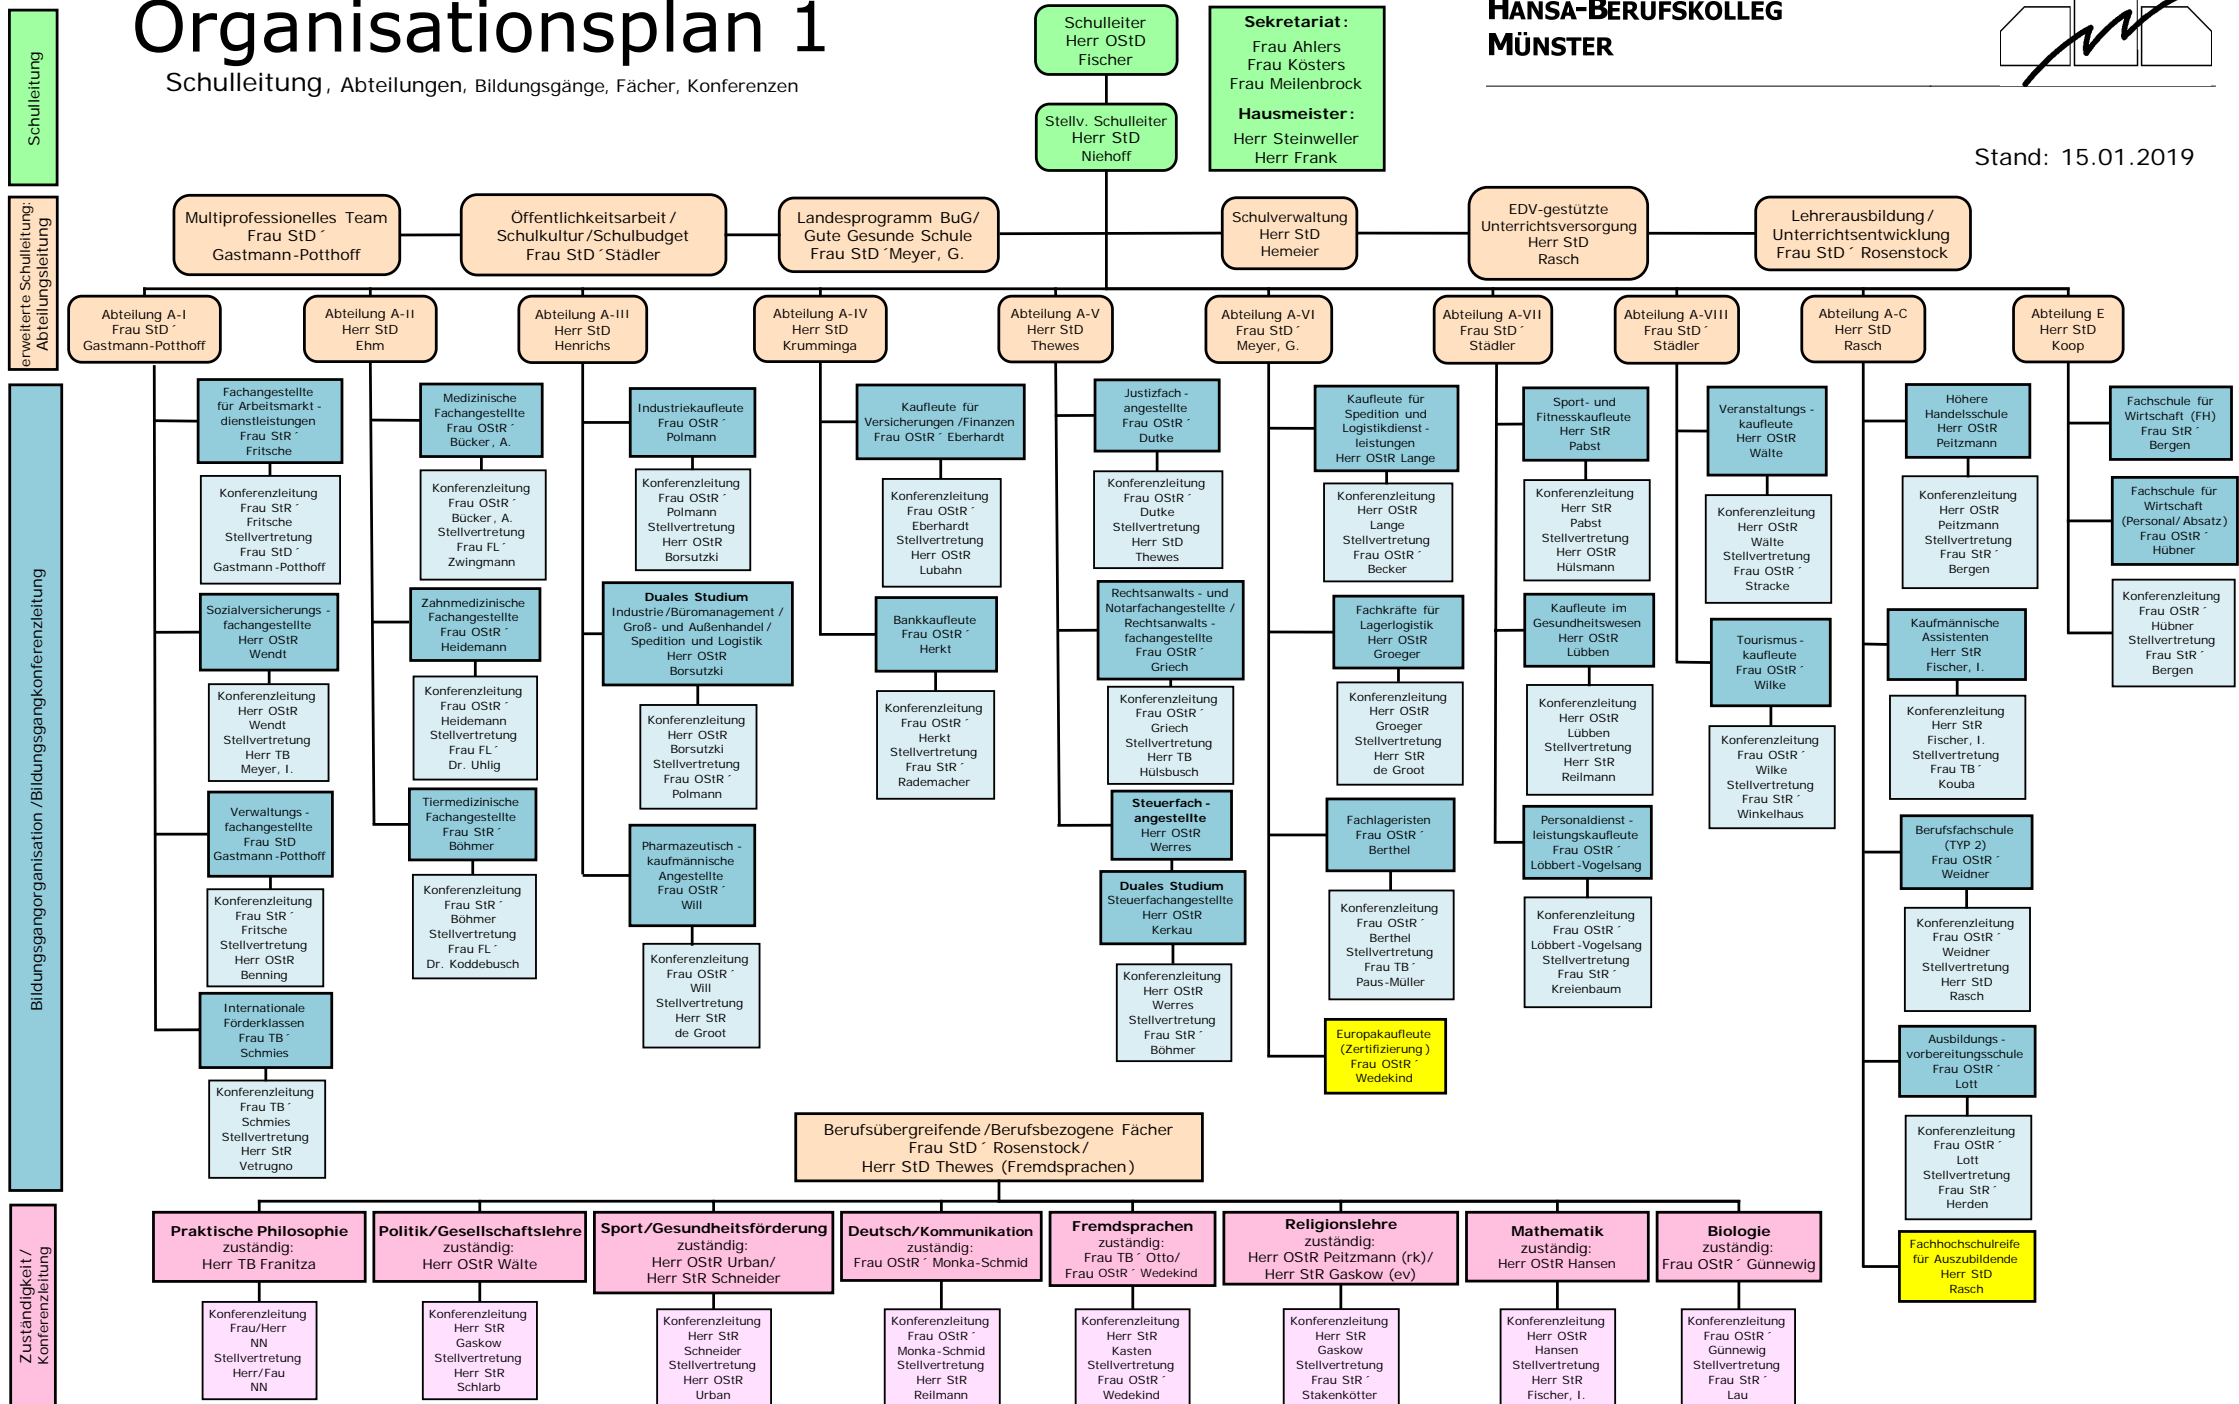 Organisationsplan 1
Schulleitung, Abteilungen, Bildungsgänge, Fächer, Konferenzen
HANSA-BERUFSKOLLEG
MÜNSTER
Stand: 15.01.2019
Schulleitung
Schulleiter
Herr OStD
Fischer
Stellv. Schulleiter
Herr StD
Niehoff
Sekretariat:
Frau Ahlers
Frau Kösters
Frau Meilenbrock
Hausmeister:
Herr Steinweller
Herr Frank
erweiterte Schulleitung:
Abteilungsleitung
Multiprofessionelles Team
Frau StD´
Gastmann-Potthoff
Öffentlichkeitsarbeit/
Schulkultur/Schulbudget
Frau StD´Städler
Landesprogramm BuG/
Gute Gesunde Schule
Frau StD´Meyer, G.
Schulverwaltung
Herr StD
Hemeier
EDV-gestützte
Unterrichtsversorgung
Herr StD
Rasch
Lehrerausbildung/
Unterrichtsentwicklung
Frau StD´ Rosenstock
Abteilung A-I
Frau StD´
Gastmann-Potthoff
Abteilung A-II
Herr StD
Ehm
Abteilung A-III
Herr StD
Henrichs
Abteilung A-IV
Herr StD
Krumminga
Abteilung A-V
Herr StD
Thewes
Abteilung A-VI
Frau StD´
Meyer, G.
Abteilung A-VII
Frau StD´
Städler
Abteilung A-VIII
Frau StD´
Städler
Abteilung A-C
Herr StD
Rasch
Abteilung E
Herr StD
Koop
Bildungsgangorganisation /Bildungsgangkonferenzleitung
Fachangestellte
für Arbeitsmarkt-
dienstleistungen
Frau StR´
Fritsche
Konferenzleitung
Frau StR´
Fritsche
Stellvertretung
Frau StD´
Gastmann-Potthoff
Sozialversicherungs-
fachangestellte
Herr OStR
Wendt
Konferenzleitung
Herr OStR
Wendt
Stellvertretung
Herr TB
Meyer, I.
Verwaltungs-
fachangestellte
Frau StD
Gastmann-Potthoff
Konferenzleitung
Frau StR´
Fritsche
Stellvertretung
Herr OStR
Benning
Internationale
Förderklassen
Frau TB´
Schmies
Konferenzleitung
Frau TB´
Schmies
Stellvertretung
Herr StR
Vetrugno
Medizinische
Fachangestellte
Frau OStR´
Bücker, A.
Konferenzleitung
Frau OStR´
Bücker, A.
Stellvertretung
Frau FL´
Zwingmann
Zahnmedizinische
Fachangestellte
Frau OStR´
Heidemann
Konferenzleitung
Frau OStR´
Heidemann
Stellvertretung
Frau FL´
Dr. Uhlig
Tiermedizinische
Fachangestellte
Frau StR´
Böhmer
Konferenzleitung
Frau StR´
Böhmer
Stellvertretung
Frau FL´
Dr. Koddebusch
Industriekaufleute
Frau OStR´
Polmann
Konferenzleitung
Frau OStR´
Polmann
Stellvertretung
Herr OStR
Borsutzki
Duales Studium
Industrie/Büromanagement/
Groß- und Außenhandel/
Spedition und Logistik
Herr OStR
Borsutzki
Konferenzleitung
Herr OStR
Borsutzki
Stellvertretung
Frau OStR´
Polmann
Pharmazeutisch-
kaufmännische
Angestellte
Frau OStR´
Will
Konferenzleitung
Frau OStR´
Will
Stellvertretung
Herr StR
de Groot
Kaufleute für
Versicherungen/Finanzen
Frau OStR´ Eberhardt
Konferenzleitung
Frau OStR´
Eberhardt
Stellvertretung
Herr OStR
Lubahn
Bankkaufleute
Frau OStR´
Herkt
Konferenzleitung
Frau OStR´
Herkt
Stellvertretung
Frau StR´
Rademacher
Justizfach-
angestellte
Frau OStR´
Dutke
Konferenzleitung
Frau OStR´
Dutke
Stellvertretung
Herr StD
Thewes
Rechtsanwalts- und
Notarfachangestellte/
Rechtsanwalts-
fachangestellte
Frau OStR´
Griech
Konferenzleitung
Frau OStR´
Griech
Stellvertretung
Herr TB
Hülsbusch
Steuerfach-
angestellte
Herr OStR
Werres
Duales Studium
Steuerfachangestellte
Herr OStR
Kerkau
Konferenzleitung
Herr OStR
Werres
Stellvertretung
Frau StR´
Böhmer
Kaufleute für
Spedition und
Logistikdienst-
leistungen
Herr OStR Lange
Konferenzleitung
Herr OStR
Lange
Stellvertretung
Frau OStR´
Becker
Fachkräfte für
Lagerlogistik
Herr OStR
Groeger
Konferenzleitung
Herr OStR
Groeger
Stellvertretung
Herr StR
de Groot
Fachlageristen
Frau OStR´
Berthel
Konferenzleitung
Frau OStR´
Berthel
Stellvertretung
Frau TB´
Paus-Müller
Europakaufleute
(Zertifizierung)
Frau OStR´
Wedekind
Sport- und
Fitnesskaufleute
Herr StR
Pabst
Konferenzleitung
Herr StR
Pabst
Stellvertretung
Herr OStR
Hülsmann
Kaufleute im
Gesundheitswesen
Herr OStR
Lübben
Konferenzleitung
Herr OStR
Lübben
Stellvertretung
Herr StR
Reilmann
Personaldienst-
leistungskaufleute
Frau OStR´
Löbbert-Vogelsang
Konferenzleitung
Frau OStR´
Löbbert-Vogelsang
Stellvertretung
Frau StR´
Kreienbaum
Veranstaltungs-
kaufleute
Herr OStR
Wälte
Konferenzleitung
Herr OStR
Wälte
Stellvertretung
Frau OStR´
Stracke
Tourismus-
kaufleute
Frau OStR´
Wilke
Konferenzleitung
Frau OStR´
Wilke
Stellvertretung
Frau StR´
Winkelhaus
Höhere
Handelsschule
Herr OStR
Peitzmann
Konferenzleitung
Herr OStR
Peitzmann
Stellvertretung
Frau StR´
Bergen
Kaufmännische
Assistenten
Herr StR
Fischer, I.
Konferenzleitung
Herr StR
Fischer, I.
Stellvertretung
Frau TB´
Kouba
Berufsfachschule
(TYP 2)
Frau OStR´
Weidner
Konferenzleitung
Frau OStR´
Weidner
Stellvertretung
Herr StD
Rasch
Ausbildungs-
vorbereitungsschule
Frau OStR´
Lott
Konferenzleitung
Frau OStR´
Lott
Stellvertretung
Frau StR´
Herden
Fachhochschulreife
für Auszubildende
Herr StD
Rasch
Fachschule für
Wirtschaft (FH)
Frau StR´
Bergen
Fachschule für
Wirtschaft
(Personal/Absatz)
Frau OStR´
Hübner
Konferenzleitung
Frau OStR´
Hübner
Stellvertretung
Frau StR´
Bergen
Berufsübergreifende/Berufsbezogene Fächer
Frau StD´ Rosenstock/
Herr StD Thewes (Fremdsprachen)
Zuständigkeit/
Konferenzleitung
Praktische Philosophie
zuständig:
Herr TB Franitza
Konferenzleitung
Frau/Herr
NN
Stellvertretung
Herr/Fau
NN
Politik/Gesellschaftslehre
zuständig:
Herr OStR Wälte
Konferenzleitung
Herr StR
Gaskow
Stellvertretung
Herr StR
Schlarb
Sport/Gesundheitsförderung
zuständig:
Herr OStR Urban/
Herr StR Schneider
Konferenzleitung
Herr StR
Schneider
Stellvertretung
Herr OStR
Urban
Deutsch/Kommunikation
zuständig:
Frau OStR´ Monka-Schmid
Konferenzleitung
Frau OStR´
Monka-Schmid
Stellvertretung
Herr StR
Reilmann
Fremdsprachen
zuständig:
Frau TB´ Otto/
Frau OStR´ Wedekind
Konferenzleitung
Herr StR
Kasten
Stellvertretung
Frau OStR´
Wedekind
Religionslehre
zuständig:
Herr OStR Peitzmann (rk)/
Herr StR Gaskow (ev)
Konferenzleitung
Herr StR
Gaskow
Stellvertretung
Frau StR´
Stakenkötter
Mathematik
zuständig:
Herr OStR Hansen
Konferenzleitung
Herr OStR
Hansen
Stellvertretung
Herr StR
Fischer, I.
Biologie
zuständig:
Frau OStR´ Günnewig
Konferenzleitung
Frau OStR´
Günnewig
Stellvertretung
Frau StR´
Lau